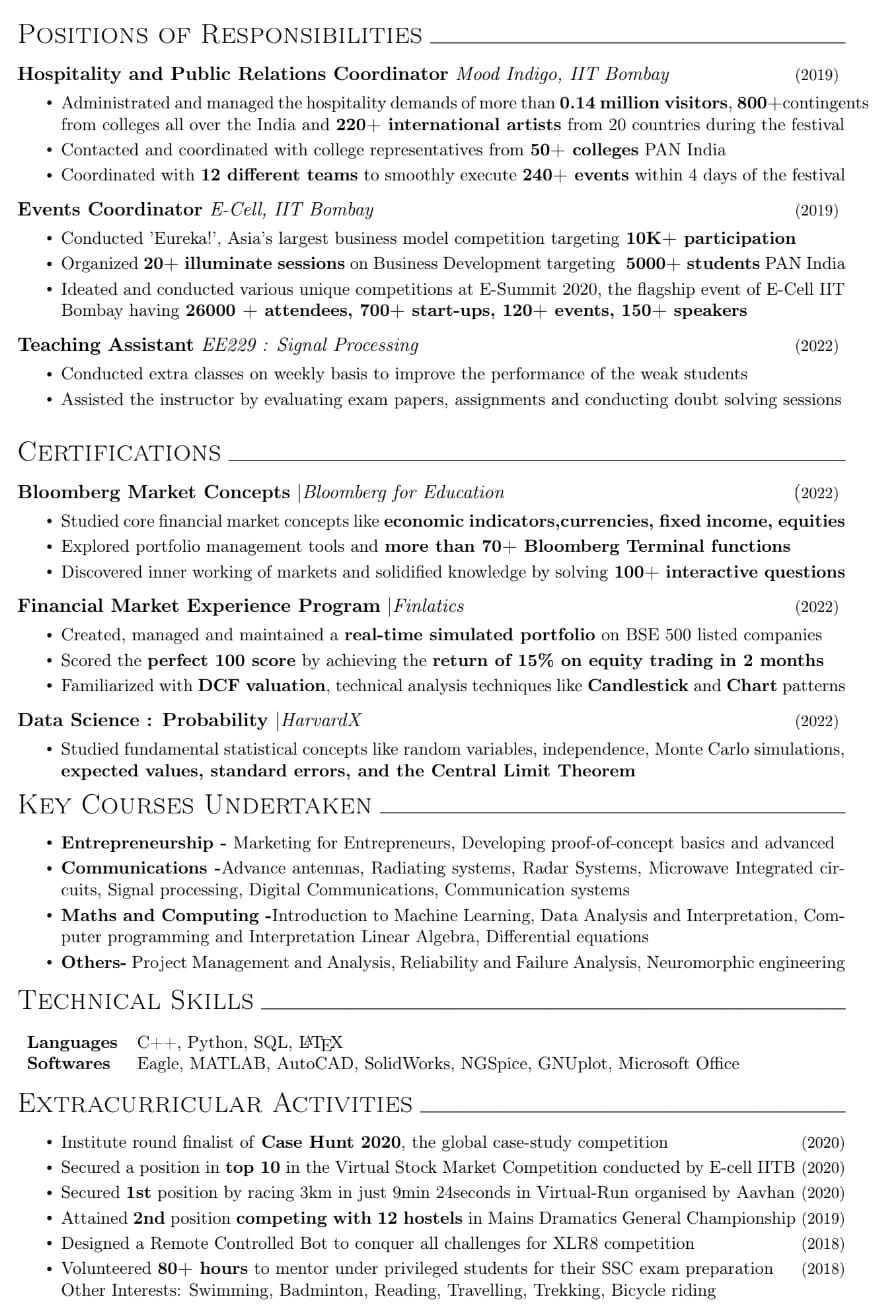 POSITIONS OF RESPONSIBILITIES
Hospitality and Public Relations Coordinator Mood Indigo, IIT Bombay (2019)
• Administrated and managed the hospitality demands of more than 0.14 million visitors, 800+contingents
from colleges all over the India and 220+ international artists from 20 countries during the festival
• Contacted and coordinated with college representatives from 50+ colleges PAN India
• Coordinated with 12 different teams to smoothly execute 240+ events within 4 days of the festival
Events Coordinator E-Cell, IIT Bombay (2019)
• Conducted 'Eureka!', Asia's largest business model competition targeting 10K+ participation
• Organized 20+ illuminate sessions on Business Development targeting 5000+ students PAN India
• Ideated and conducted various unique competitions at E-Summit 2020, the flagship event of E-Cell IIT
Bombay having 26000 + attendees, 700+ start-ups, 120+ events, 150+ speakers
Teaching Assistant EE229 : Signal Processing (2022)
• Conducted extra classes on weekly basis to improve the performance of the weak students
• Assisted the instructor by evaluating exam papers, assignments and conducting doubt solving sessions
CERTIFICATIONS
Bloomberg Market Concepts |Bloomberg for Education (2022)
• Studied core financial market concepts like economic indicators,currencies, fixed income, equities
• Explored portfolio management tools and more than 70+ Bloomberg Terminal functions
• Discovered inner working of markets and solidified knowledge by solving 100+ interactive questions
Financial Market Experience Program |Finlatics (2022)
• Created, managed and maintained a real-time simulated portfolio on BSE 500 listed companies
• Scored the perfect 100 score by achieving the return of 15% on equity trading in 2 months
• Familiarized with DCF valuation, technical analysis techniques like Candlestick and Chart patterns
Data Science : Probability |HarvardX (2022)
• Studied fundamental statistical concepts like random variables, independence, Monte Carlo simulations,
expected values, standard errors, and the Central Limit Theorem
KEY COURSES UNDERTAKEN
• Entrepreneurship - Marketing for Entrepreneurs, Developing proof-of-concept basics and advanced
• Communications -Advance antennas, Radiating systems, Radar Systems, Microwave Integrated cir-
cuits, Signal processing, Digital Communications, Communication systems
• Maths and Computing -Introduction to Machine Learning, Data Analysis and Interpretation, Com-
puter programming and Interpretation Linear Algebra, Differential equations
• Others- Project Management and Analysis, Reliability and Failure Analysis, Neuromorphic engineering
TECHNICAL SKILLS
Languages C++, Python, SQL, LATEX
Softwares Eagle, MATLAB, AutoCAD, SolidWorks, NGSpice, GNUplot, Microsoft Office
EXTRACURRICULAR ACTIVITIES
• Institute round finalist of Case Hunt 2020, the global case-study competition (2020)
• Secured a position in top 10 in the Virtual Stock Market Competition conducted by E-cell IITB (2020)
• Secured 1st position by racing 3km in just 9min 24seconds in Virtual-Run organised by Aavhan (2020)
• Attained 2nd position competing with 12 hostels in Mains Dramatics General Championship (2019)
• Designed a Remote Controlled Bot to conquer all challenges for XLR8 competition (2018)
• Volunteered 80+ hours to mentor under privileged students for their SSC exam preparation (2018)
Other Interests: Swimming, Badminton, Reading, Travelling, Trekking, Bicycle riding